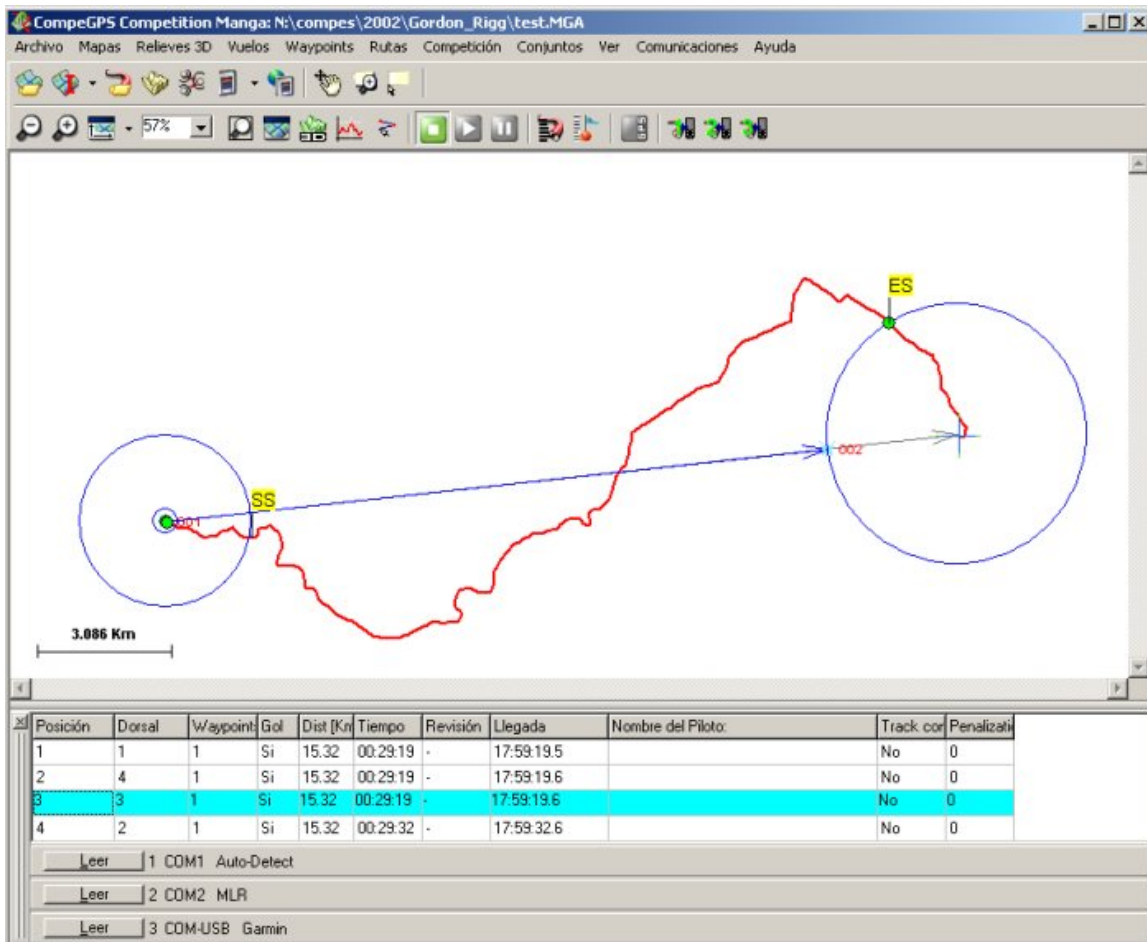 CompeGPS Competition Manga: N:\compes\2002\Gordon_Rigg\test.MGA
Archivo Mapas Relieves 3D Vuelos Waypoints Rutas Competición Conjuntos Ver Comunicaciones Ayuda
57%
ES
002
SS
001
3.086 Km
Posición Dorsal Waypoint: Gol Dist [Km Tiempo Revisión Llegada Nombre del Piloto: Track cor Penalizati
1 1 1 Si 15.32 00:29:19 - 17:59:19.5 No 0
2 4 1 Si 15.32 00:29:19 - 17:59:19.6 No 0
3 3 1 Si 15.32 00:29:19 - 17:59:19.6 No 0
4 2 1 Si 15.32 00:29:32 - 17:59:32.6 No 0
Leer 1 COM1 Auto-Detect
Leer 2 COM2 MLR
Leer 3 COM-USB Garmin